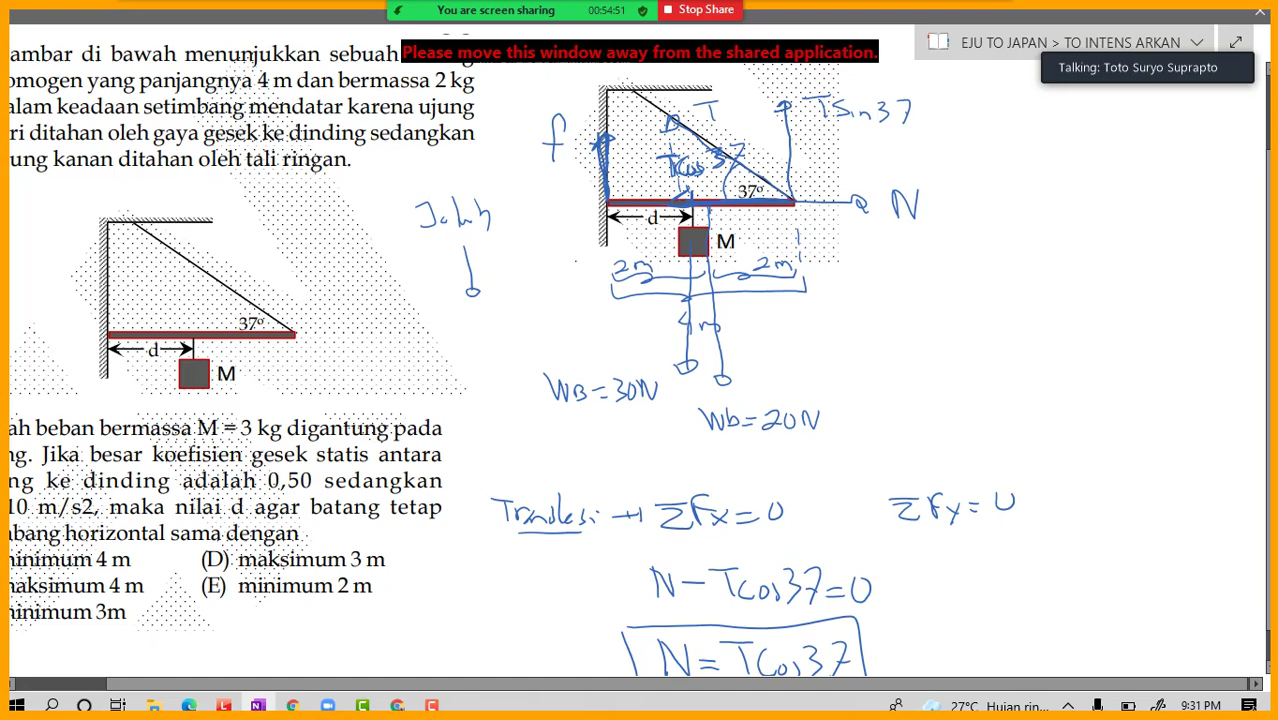 You are screen sharing
00:54:51
Stop Share
Please move this window away from the shared application.
EJU TO JAPAN > TO INTENS ARKAN
Talking: Toto Suryo Suprapto
ambar di bawah menunjukkan sebuah
omogen yang panjangnya 4 m dan bermassa 2 kg
alam keadaan setimbang mendatar karena ujung
ri ditahan oleh gaya gesek ke dinding sedangkan
ung kanan ditahan oleh tali ringan.
37º
d
M
f
T
T sin 37
T cos 37
37º
N
d
M
2m
2m
4m
WB = 30N
Wb = 20N
ah beban bermassa M = 3 kg digantung pada
ng. Jika besar koefisien gesek statis antara
ng ke dinding adalah 0,50 sedangkan
10 m/s2, maka nilai d agar batang tetap
bang horizontal sama dengan
inimum 4 m
(D) maksimum 3 m
aksimum 4 m
(E) minimum 2 m
inimum 3m
Translasi → ΣFx = 0
ΣFy = 0
N - T cos 37 = 0
N = T cos 37
27°C Hujan rin...
9:31 PM